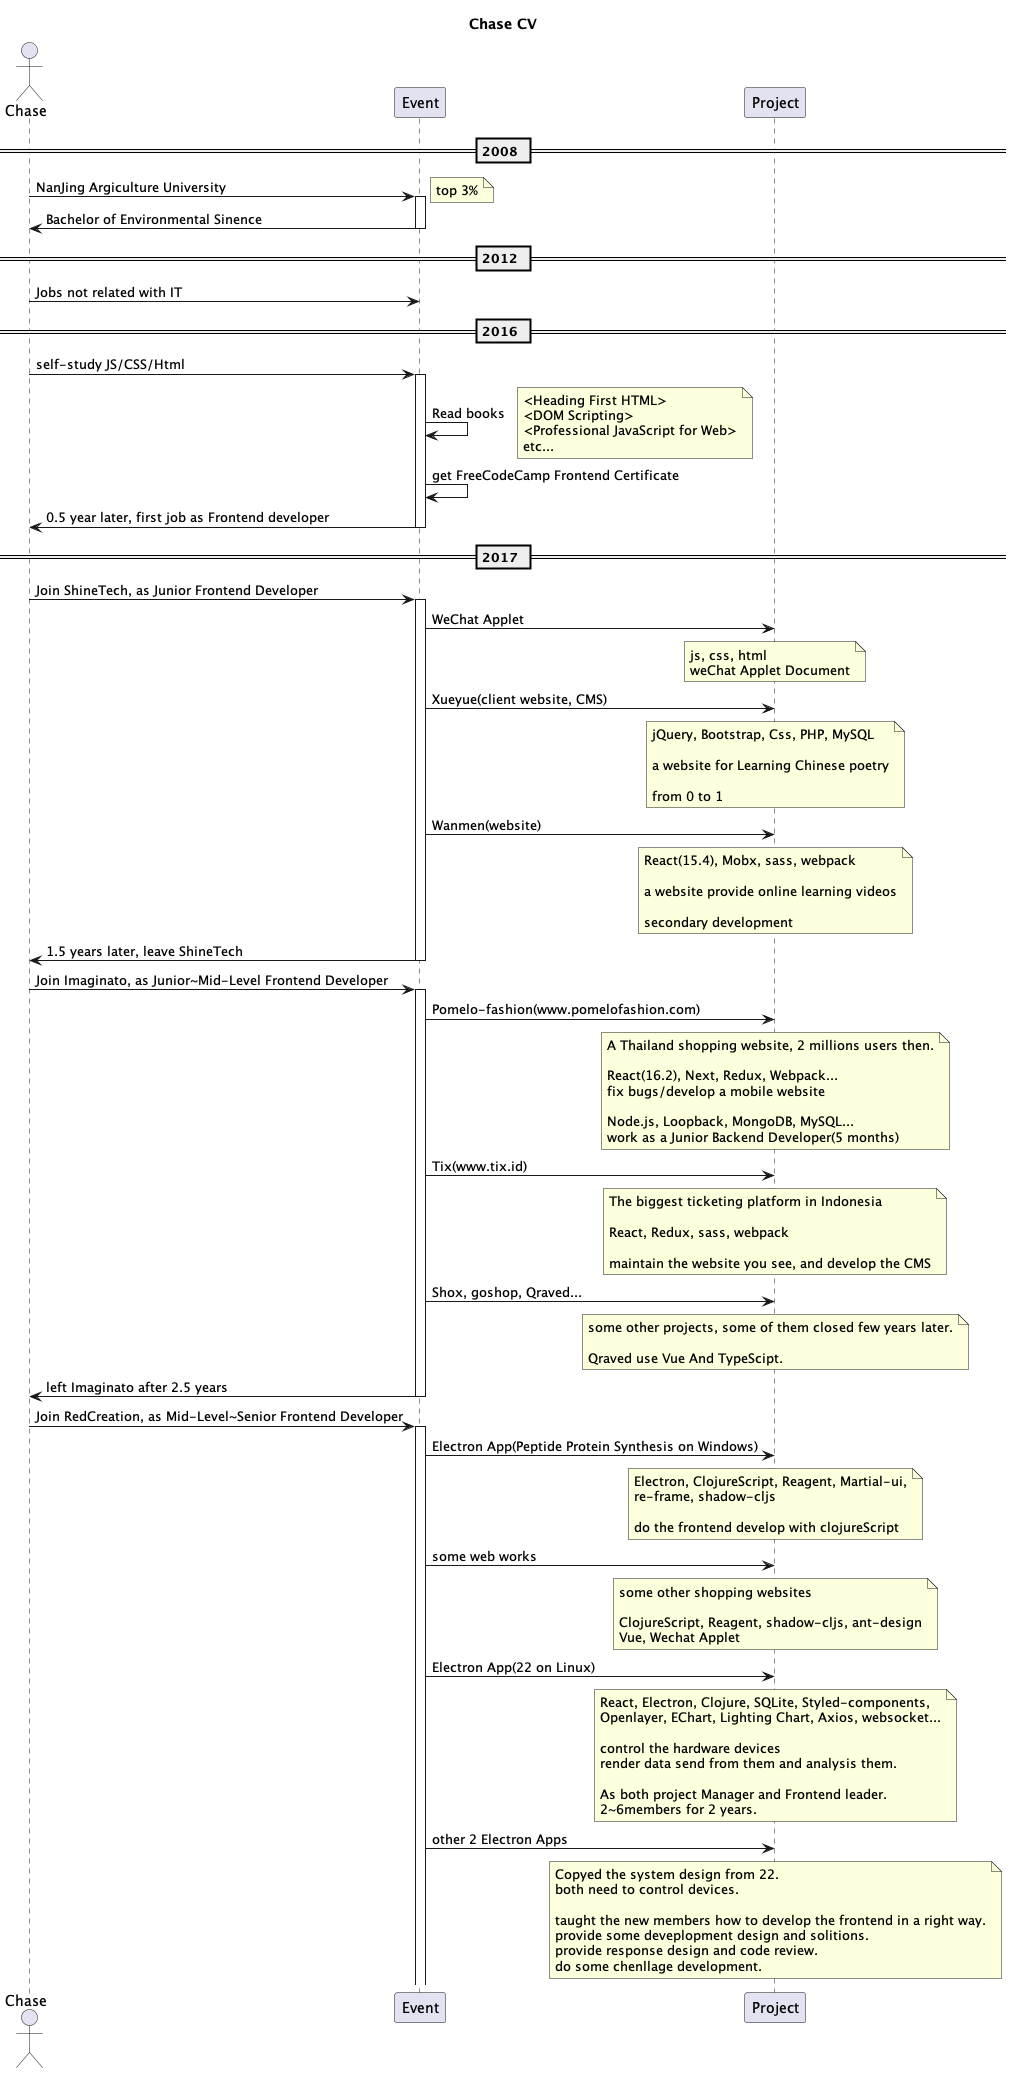 Chase CV
Chase
Event
Project
2008
NanJing Argiculture University
top 3%
Bachelor of Environmental Sinence
2012
Jobs not related with IT
2016
self-study JS/CSS/Html
Read books
<Heading First HTML>
<DOM Scripting>
<Professional JavaScript for Web>
etc...
get FreeCodeCamp Frontend Certificate
0.5 year later, first job as Frontend developer
2017
Join ShineTech, as Junior Frontend Developer
WeChat Applet
js, css, html
weChat Applet Document
Xueyue(client website, CMS)
jQuery, Bootstrap, Css, PHP, MySQL
a website for Learning Chinese poetry
from 0 to 1
Wanmen(website)
React(15.4), Mobx, sass, webpack
a website provide online learning videos
secondary development
1.5 years later, leave ShineTech
Join Imaginato, as Junior~Mid-Level Frontend Developer
Pomelo-fashion(www.pomelofashion.com)
A Thailand shopping website, 2 millions users then.
React(16.2), Next, Redux, Webpack...
fix bugs/develop a mobile website
Node.js, Loopback, MongoDB, MySQL...
work as a Junior Backend Developer(5 months)
Tix(www.tix.id)
The biggest ticketing platform in Indonesia
React, Redux, sass, webpack
maintain the website you see, and develop the CMS
Shox, goshop, Qraved...
some other projects, some of them closed few years later.
Qraved use Vue And TypeScipt.
left Imaginato after 2.5 years
Join RedCreation, as Mid-Level~Senior Frontend Developer
Electron App(Peptide Protein Synthesis on Windows)
Electron, ClojureScript, Reagent, Martial-ui,
re-frame, shadow-cljs
do the frontend develop with clojureScript
some web works
some other shopping websites
ClojureScript, Reagent, shadow-cljs, ant-design
Vue, Wechat Applet
Electron App(22 on Linux)
React, Electron, Clojure, SQLite, Styled-components,
Openlayer, EChart, Lighting Chart, Axios, websocket...
control the hardware devices
render data send from them and analysis them.
As both project Manager and Frontend leader.
2~6members for 2 years.
other 2 Electron Apps
Copyed the system design from 22.
both need to control devices.
taught the new members how to develop the frontend in a right way.
provide some deveplopment design and solitions.
provide response design and code review.
do some chenllage development.
Chase
Event
Project